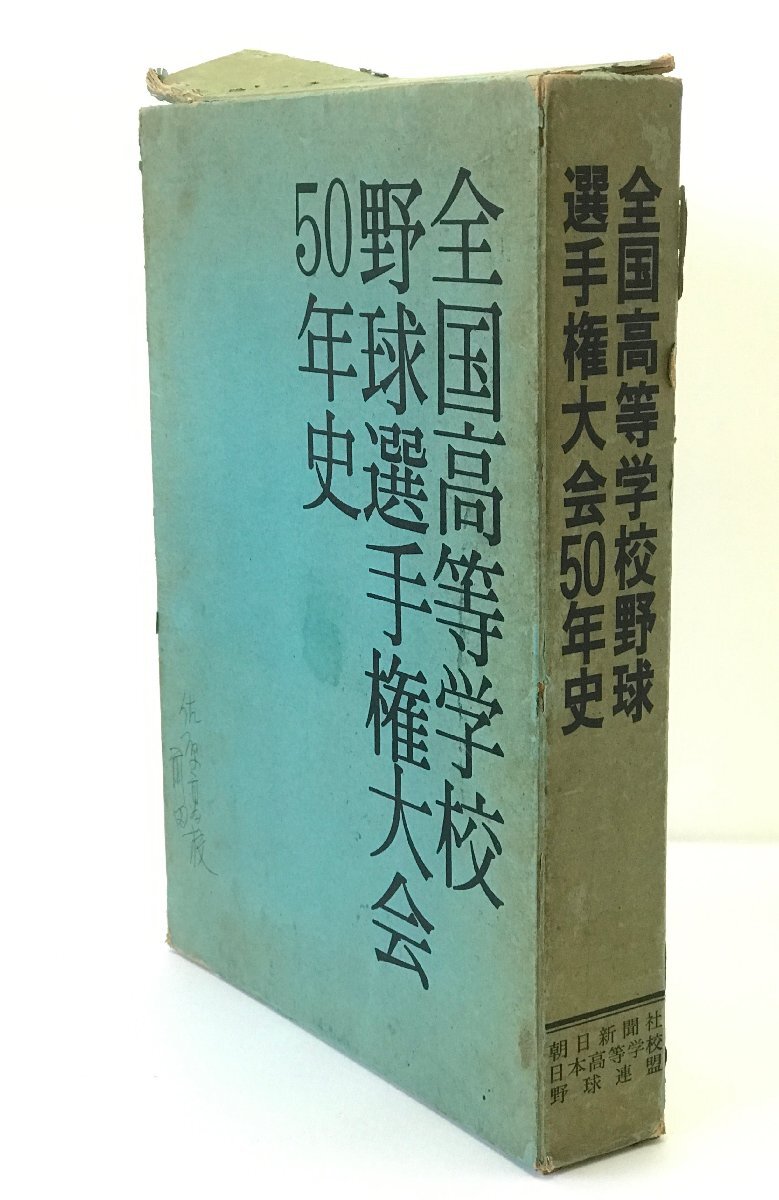 全国高等学校
野球選手権大会
50年史
全国高等学校野球
選手権大会50年史
朝日新聞社
日本高等学校
野球連盟